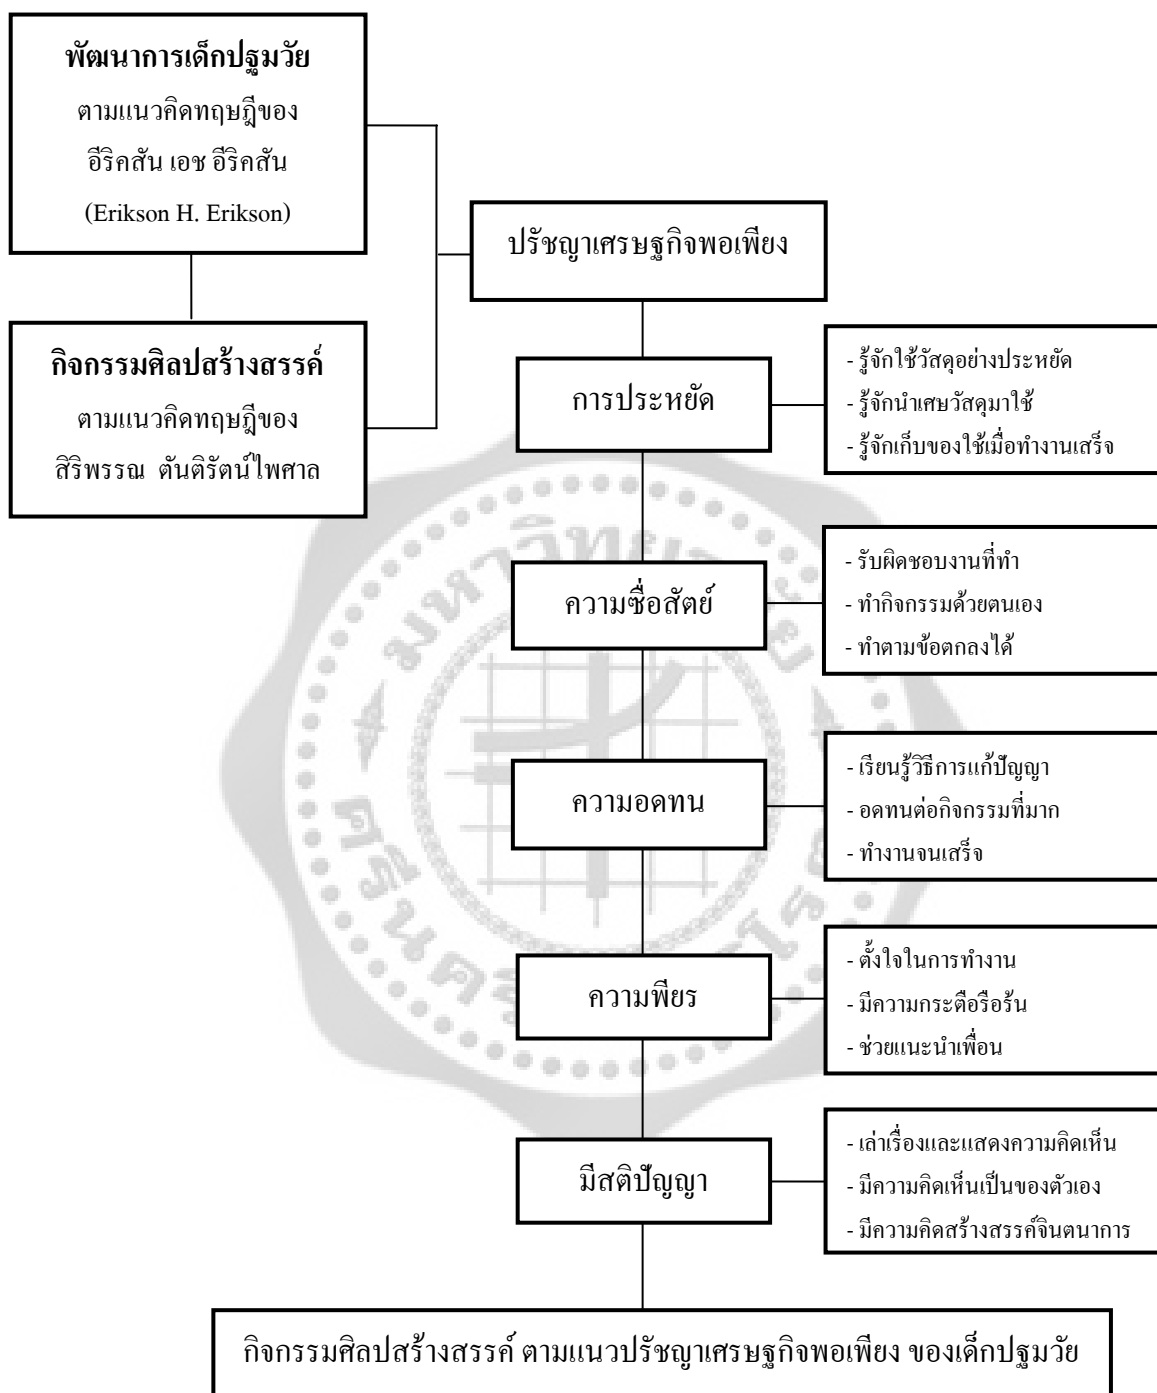 พัฒนาการเด็กปฐมวัย
ตามแนวคิดทฤษฎีของ
อีริคสัน เอช อีริคสัน
(Erikson H. Erikson)
กิจกรรมศิลปสร้างสรรค์
ตามแนวคิดทฤษฎีของ
สิริพรรณ ตันติรัตน์ไพศาล
ปรัชญาเศรษฐกิจพอเพียง
การประหยัด
- รู้จักใช้วัสดุอย่างประหยัด
- รู้จักนำเศษวัสดุมาใช้
- รู้จักเก็บของใช้เมื่อทำงานเสร็จ
ความซื่อสัตย์
- รับผิดชอบงานที่ทำ
- ทำกิจกรรมด้วยตนเอง
- ทำตามข้อตกลงได้
ความอดทน
- เรียนรู้วิธีการแก้ปัญญา
- อดทนต่อกิจกรรมที่มาก
- ทำงานจนเสร็จ
ความพียร
- ตั้งใจในการทำงาน
- มีความกระตือรือร้น
- ช่วยแนะนำเพื่อน
มีสติปัญญา
- เล่าเรื่องและแสดงความคิดเห็น
- มีความคิดเห็นเป็นของตัวเอง
- มีความคิดสร้างสรรค์จินตนาการ
กิจกรรมศิลปสร้างสรรค์ ตามแนวปรัชญาเศรษฐกิจพอเพียง ของเด็กปฐมวัย